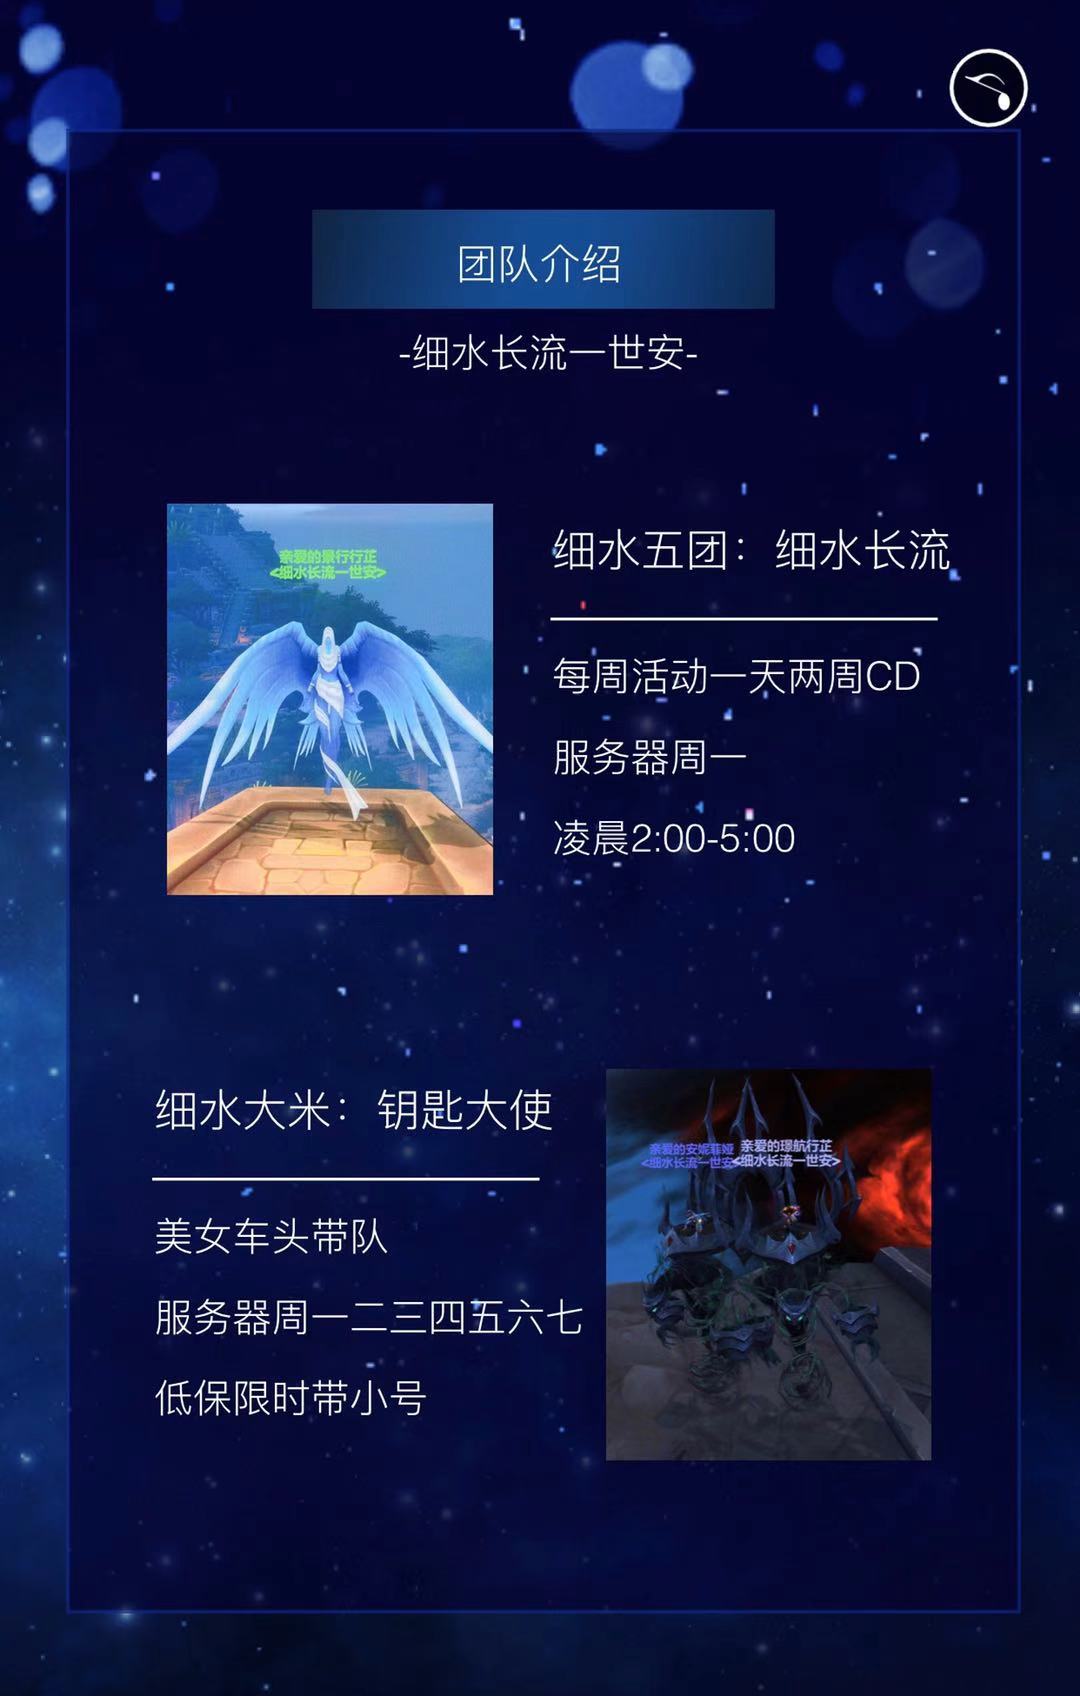 团队介绍
-细水长流一世安-
亲爱的景行行芷
<细水长流一世安>
细水五团：细水长流
每周活动一天两周CD
服务器周一
凌晨2:00-5:00
细水大米：钥匙大使
美女车头带队
服务器周一二三四五六七
低保限时带小号
亲爱的安妮菲娅
<细水长流一世安>
亲爱的璟航行芷
<细水长流一世安>